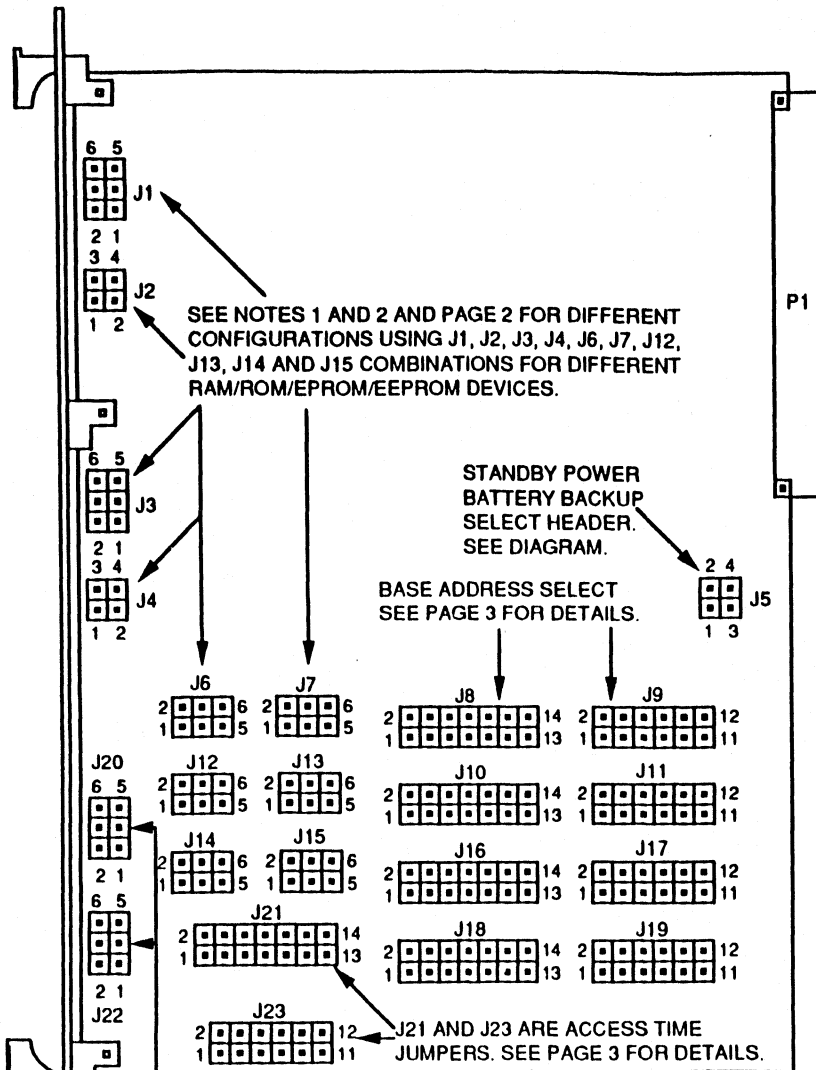 6 5
J1
2 1
3 4
J2
1 2
P1
SEE NOTES 1 AND 2 AND PAGE 2 FOR DIFFERENT
CONFIGURATIONS USING J1, J2, J3, J4, J6, J7, J12,
J13, J14 AND J15 COMBINATIONS FOR DIFFERENT
RAM/ROM/EPROM/EEPROM DEVICES.
6 5
J3
2 1
3 4
J4
1 2
STANDBY POWER
BATTERY BACKUP
SELECT HEADER.
SEE DIAGRAM.
2 4
J5
1 3
BASE ADDRESS SELECT
SEE PAGE 3 FOR DETAILS.
J6
2 6
1 5
J7
2 6
1 5
J8
2 14
1 13
J9
2 12
1 11
J20
6 5
2 1
J12
2 6
1 5
J13
2 6
1 5
J10
2 14
1 13
J11
2 12
1 11
J14
2 6
1 5
J15
2 6
1 5
J16
2 14
1 13
J17
2 12
1 11
6 5
2 1
J22
J21
2 14
1 13
J18
2 14
1 13
J19
2 12
1 11
J23
2 12
1 11
J21 AND J23 ARE ACCESS TIME
JUMPERS. SEE PAGE 3 FOR DETAILS.